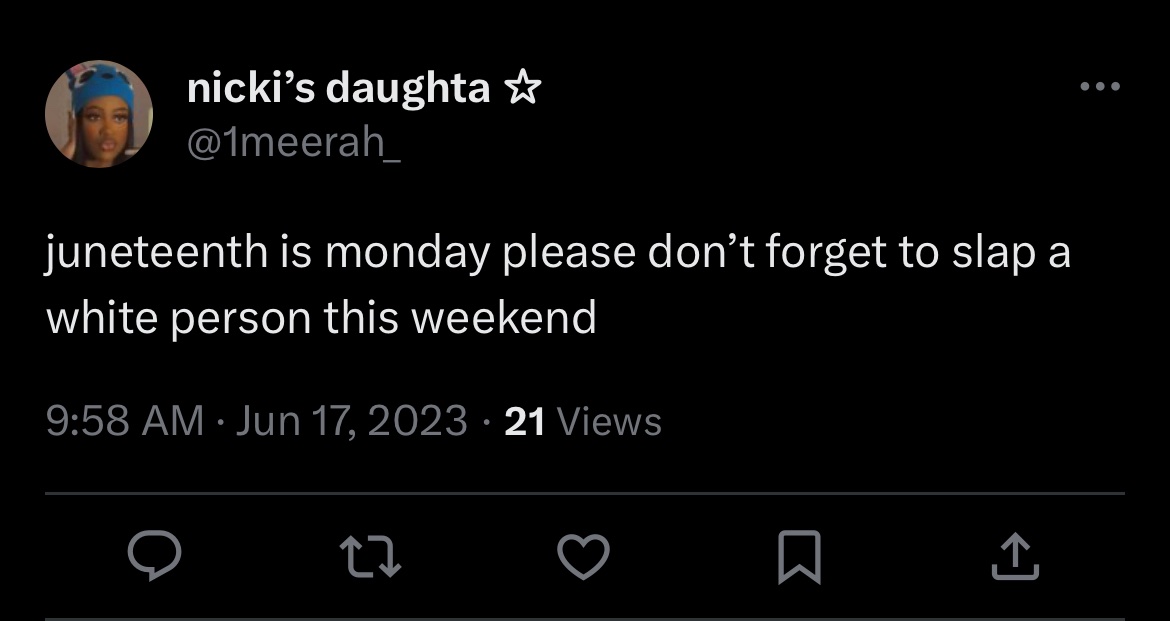 nicki’s daughta ☆
@1meerah_
juneteenth is monday please don’t forget to slap a
white person this weekend
9:58 AM · Jun 17, 2023 · 21 Views